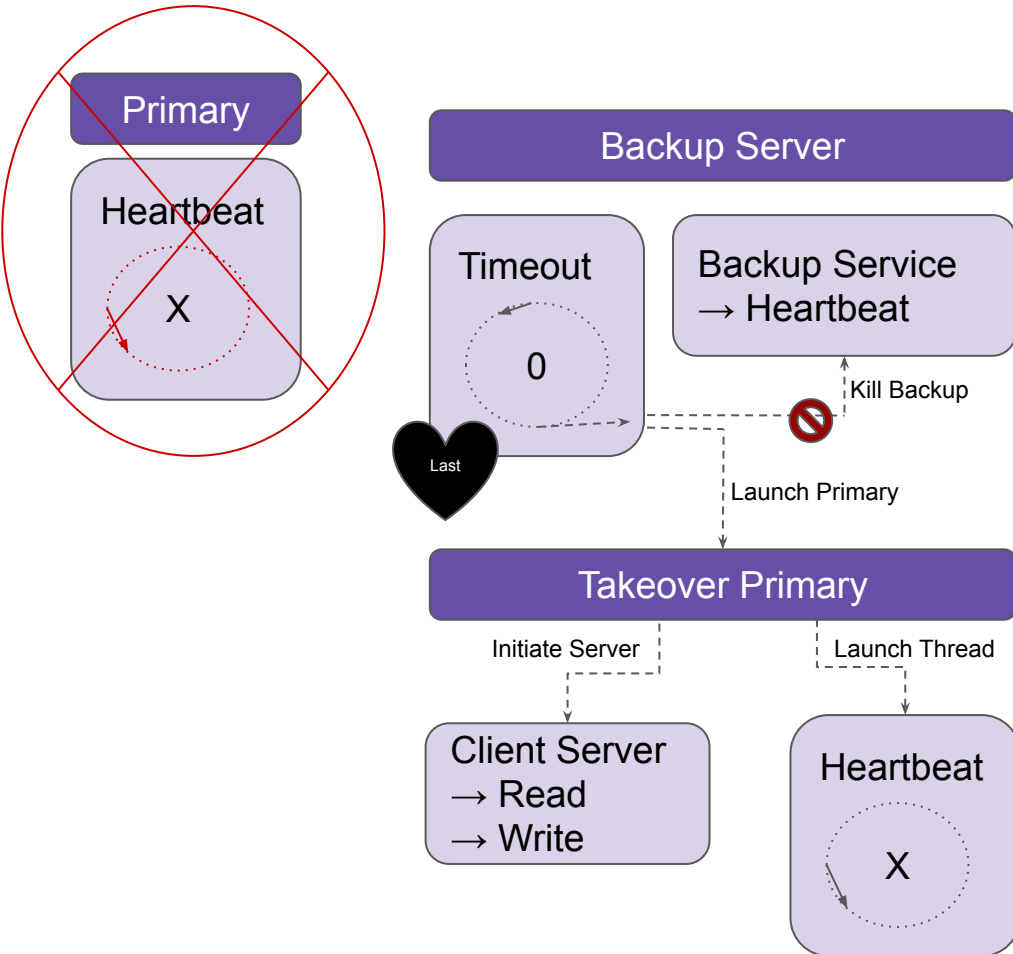 Primary
Heartbeat
X
Backup Server
Timeout
0
Last
Backup Service
→ Heartbeat
Kill Backup
Launch Primary
Takeover Primary
Initiate Server
Launch Thread
Client Server
→ Read
→ Write
Heartbeat
X